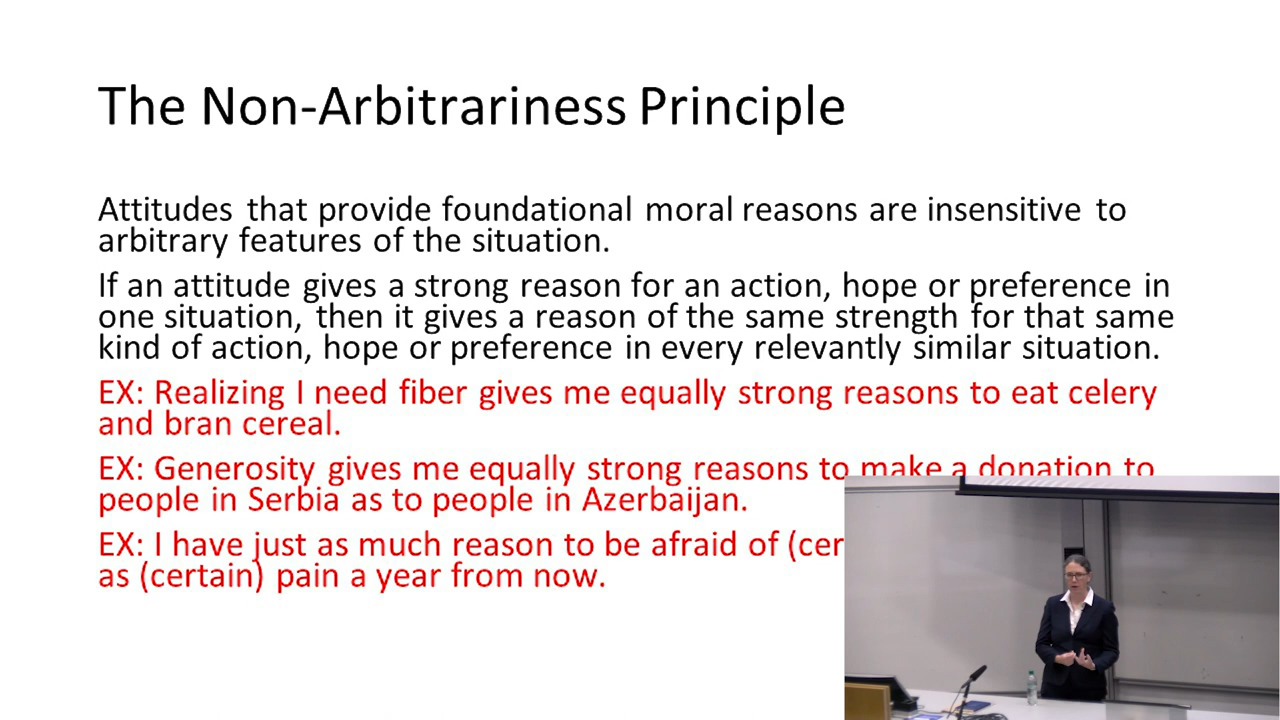 The Non-Arbitrariness Principle
Attitudes that provide foundational moral reasons are insensitive to
arbitrary features of the situation.
If an attitude gives a strong reason for an action, hope or preference in
one situation, then it gives a reason of the same strength for that same
kind of action, hope or preference in every relevantly similar situation.
EX: Realizing I need fiber gives me equally strong reasons to eat celery
and bran cereal.
EX: Generosity gives me equally strong reasons to make a donation to
people in Serbia as to people in Azerbaijan.
EX: I have just as much reason to be afraid of
as (certain) pain a year from now.